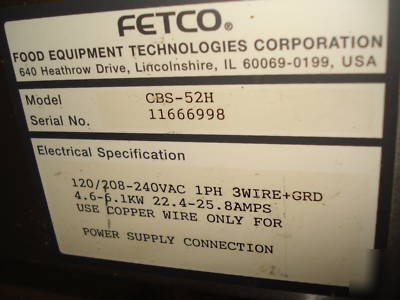 FETCO®
FOOD EQUIPMENT TECHNOLOGIES CORPORATION
640 Heathrow Drive, Lincolnshire, IL 60069-0199, USA
Model CBS-52H
Serial No. 11666998
Electrical Specification
120/208-240VAC 1PH 3WIRE+GRD
4.6-6.1KW 22.4-25.8AMPS
USE COPPER WIRE ONLY FOR
POWER SUPPLY CONNECTION